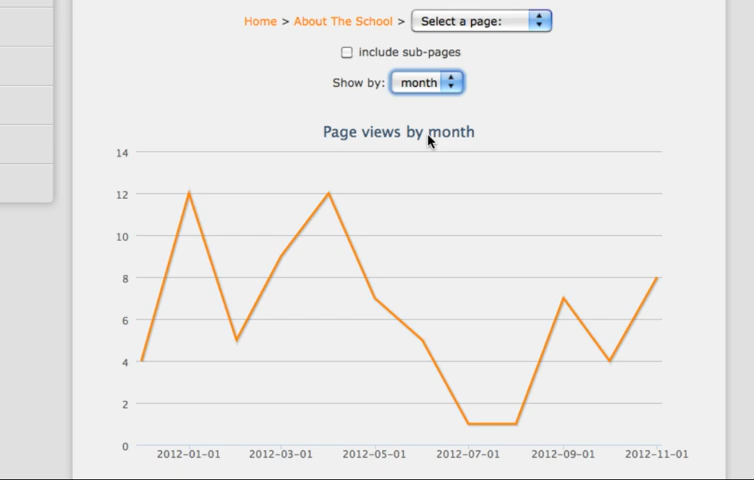 Home > About The School > Select a page:
include sub-pages
Show by: month
Page views by month
14
12
10
8
6
4
2
0
2012-01-01 2012-03-01 2012-05-01 2012-07-01 2012-09-01 2012-11-01